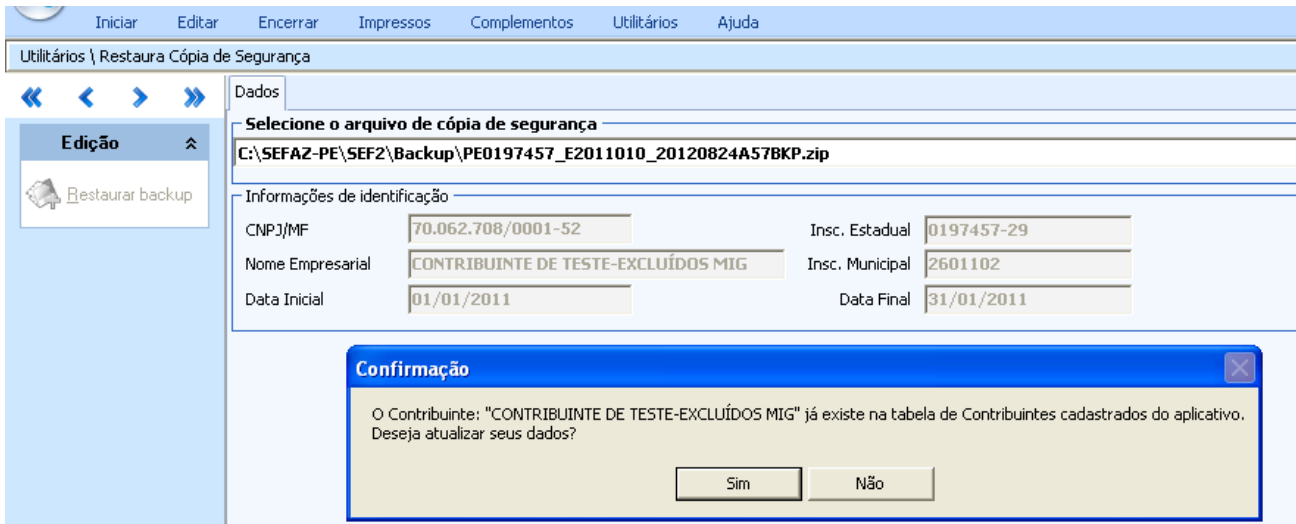 Iniciar Editar Encerrar Impressos Complementos Utilitários Ajuda
Utilitários \ Restaura Cópia de Segurança
Dados
Selecione o arquivo de cópia de segurança
Edição
C:\SEFAZ-PE\SEF2\Backup\PE0197457_E2011010_20120824A57BKP.zip
Restaurar backup
Informações de identificação
CNPJ/MF 70.062.708/0001-52 Insc. Estadual 0197457-29
Nome Empresarial CONTRIBUINTE DE TESTE-EXCLUÍDOS MIG Insc. Municipal 2601102
Data Inicial 01/01/2011 Data Final 31/01/2011
Confirmação
O Contribuinte: "CONTRIBUINTE DE TESTE-EXCLUÍDOS MIG" já existe na tabela de Contribuintes cadastrados do aplicativo.
Deseja atualizar seus dados?
Sim Não